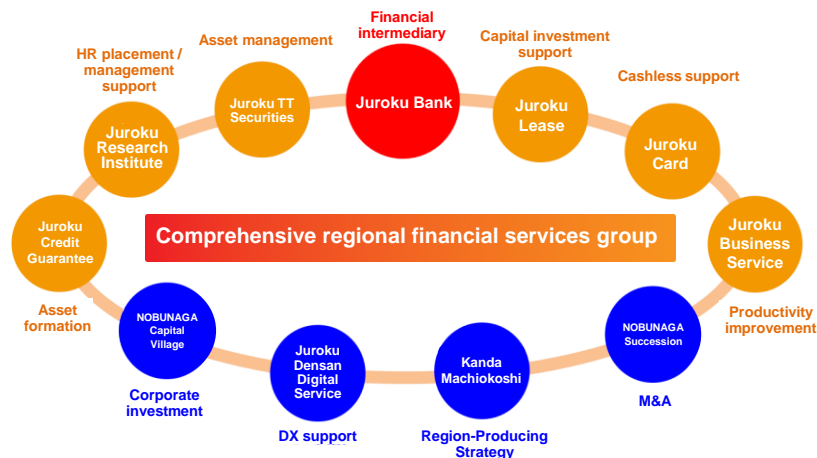 Financial
intermediary
Asset management
Capital investment
support
HR placement /
management
support
Cashless support
Juroku Bank
Juroku TT
Securities
Juroku
Lease
Juroku
Research
Institute
Juroku
Card
Juroku
Credit
Guarantee
Comprehensive regional financial services group
Juroku
Business
Service
Asset
formation
NOBUNAGA
Capital
Village
Juroku
Densan
Digital
Service
Kanda
Machiokoshi
NOBUNAGA
Succession
Productivity
improvement
Corporate
investment
M&A
DX support
Region-Producing
Strategy